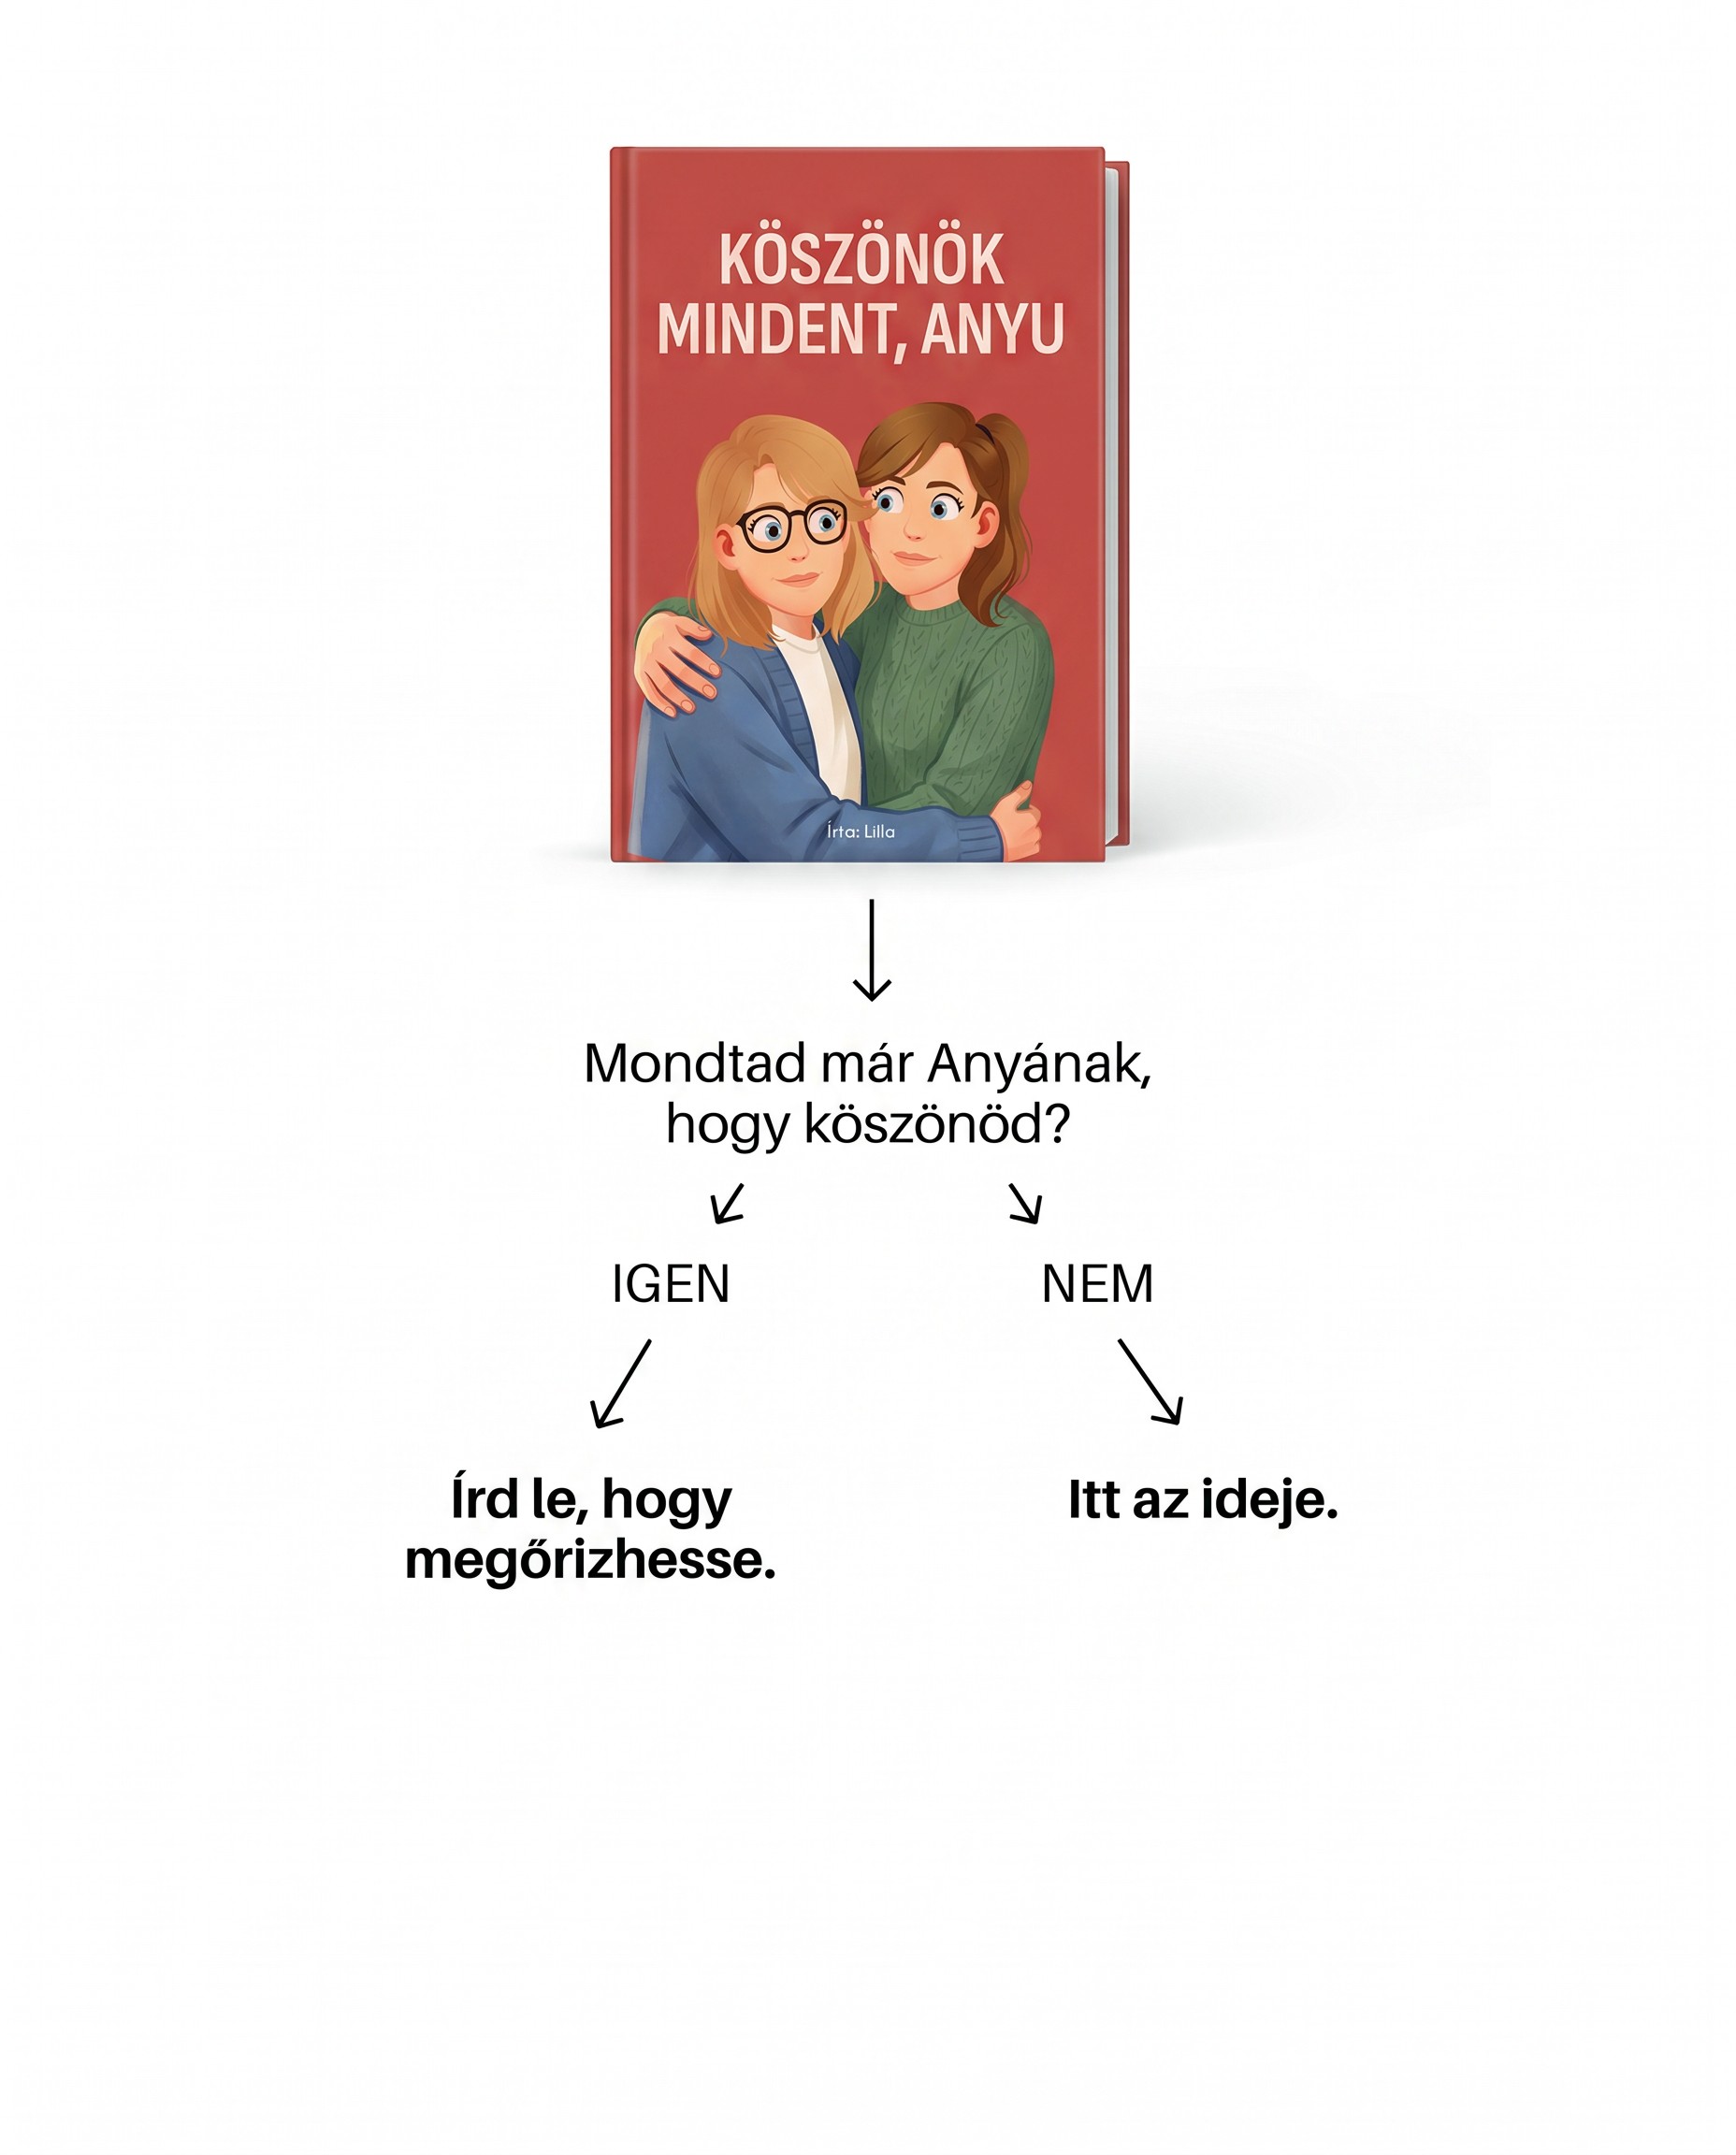 KÖSZÖNÖK
MINDENT, ANYU
Írta: Lilla
Mondtad már Anyának,
hogy köszönöd?
IGEN
NEM
Írd le, hogy
megőrizhesse.
Itt az ideje.